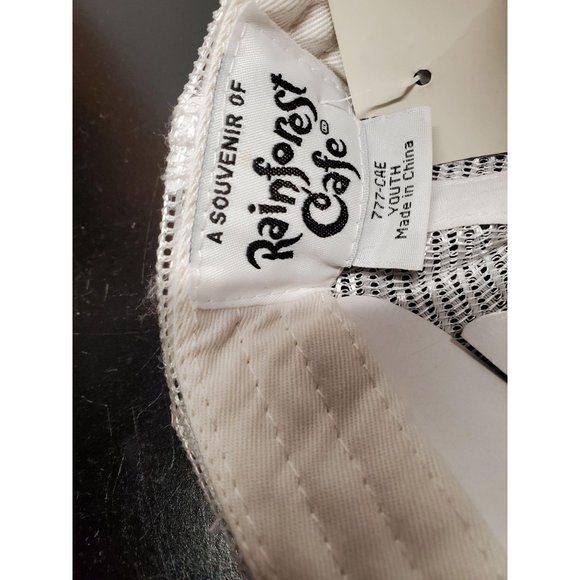 A SOUVENIR OF
Rainforest
Cafe®
777-CAE
YOUTH
Made in China